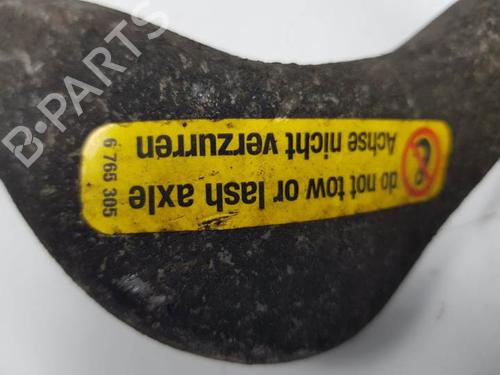 do not tow or lash axle
Achse nicht verzurren
6 765 305
B-PARTS